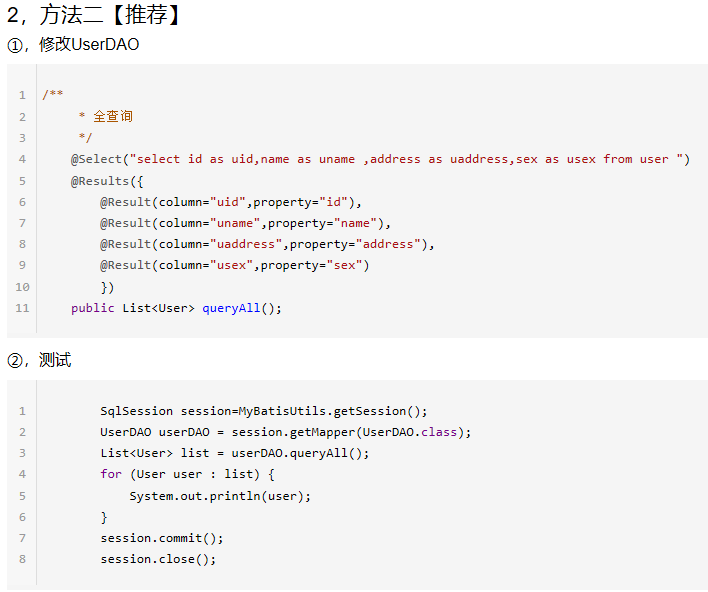 2，方法二【推荐】
①，修改UserDAO
1 /**
2 * 全查询
3 */
4 @Select("select id as uid,name as uname ,address as uaddress,sex as usex from user ")
5 @Results({
6 @Result(column="uid",property="id"),
7 @Result(column="uname",property="name"),
8 @Result(column="uaddress",property="address"),
9 @Result(column="usex",property="sex")
10 })
11 public List<User> queryAll();
②，测试
1 SqlSession session=MyBatisUtils.getSession();
2 UserDAO userDAO = session.getMapper(UserDAO.class);
3 List<User> list = userDAO.queryAll();
4 for (User user : list) {
5 System.out.println(user);
6 }
7 session.commit();
8 session.close();